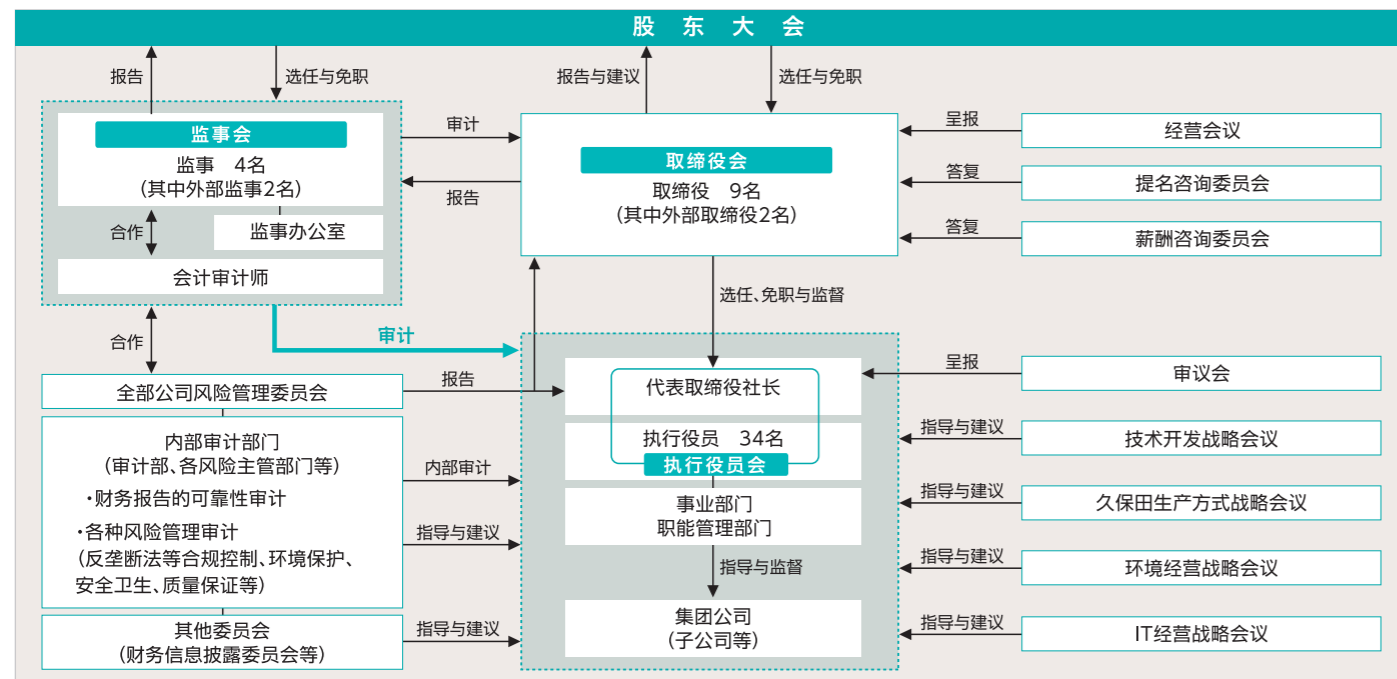 股 东 大 会
报告
选任与免职
报告与建议
选任与免职
监事会
监事　4名
(其中外部监事2名)
合作
监事办公室
会计审计师
审计
报告
取缔役会
取缔役　9名
(其中外部取缔役2名)
呈报
经营会议
答复
提名咨询委员会
答复
薪酬咨询委员会
选任、免职与监督
合作
审计
全部公司风险管理委员会
报告
内部审计部门
(审计部、各风险主管部门等)
・财务报告的可靠性审计
・各种风险管理审计
(反垄断法等合规控制、环境保护、
安全卫生、质量保证等)
内部审计
指导与建议
其他委员会
(财务信息披露委员会等)
指导与建议
代表取缔役社长
执行役员　34名
执行役员会
事业部门
职能管理部门
指导与监督
集团公司
(子公司等)
呈报
审议会
指导与建议
技术开发战略会议
指导与建议
久保田生产方式战略会议
指导与建议
环境经营战略会议
指导与建议
IT经营战略会议